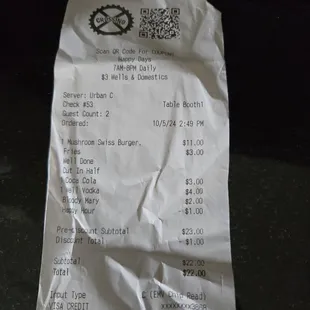 Scan QR Code for coupon!
Happy Days
7AM-8PM Daily
$3 Wells & Domestics
Server: Urban C
Check #53 Table Booth1
Guest Count: 2
Ordered: 10/5/24 2:49 PM
1 Mushroom Swiss Burger. $11.00
Fries $3.00
Well Done
Cut In Half
1 Coca Cola $3.00
1 Well Vodka $4.00
Bloody Mary $2.00
Happy Hour -$1.00
Pre-Discount Subtotal $23.00
Discount Total -$1.00
Subtotal $22.00
Total $22.00
Input Type C (EMV Chip Read)
VISA CREDIT